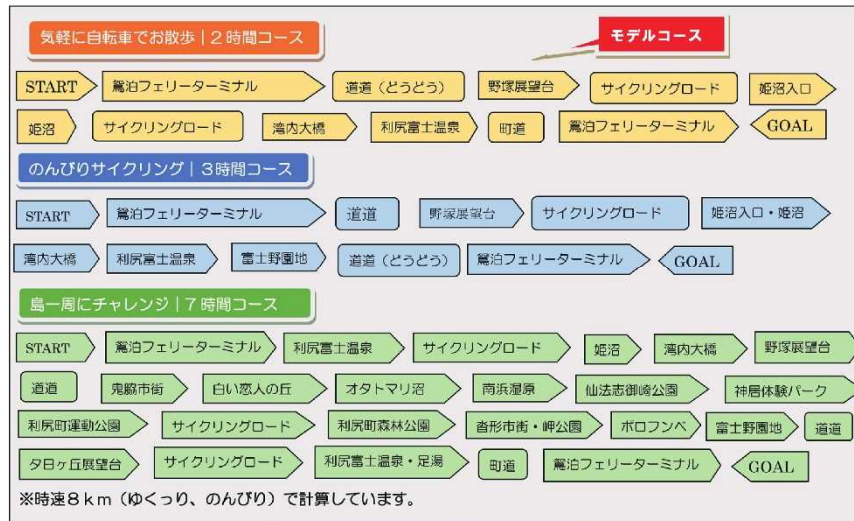 気軽に自転車でお散歩｜２時間コース
モデルコース
START 鴛泊フェリーターミナル 道道（どうどう） 野塚展望台 サイクリングロード 姫沼入口
姫沼 サイクリングロード 湾内大橋 利尻富士温泉 町道 鴛泊フェリーターミナル GOAL
のんびりサイクリング｜３時間コース
START 鴛泊フェリーターミナル 道道 野塚展望台 サイクリングロード 姫沼入口・姫沼
湾内大橋 利尻富士温泉 富士野園地 道道（どうどう） 鴛泊フェリーターミナル GOAL
島一周にチャレンジ｜７時間コース
START 鴛泊フェリーターミナル 利尻富士温泉 サイクリングロード 姫沼 湾内大橋 野塚展望台
道道 鬼脇市街 白い恋人の丘 オタトマリ沼 南浜湿原 仙法志御崎公園 神居体験パーク
利尻町運動公園 サイクリングロード 利尻町森林公園 沓形市街・岬公園 ポロフンベ 富士野園地 道道
夕日ヶ丘展望台 サイクリングロード 利尻富士温泉・足湯 町道 鴛泊フェリーターミナル GOAL
※時速８ｋｍ（ゆくっり、のんびり）で計算しています。